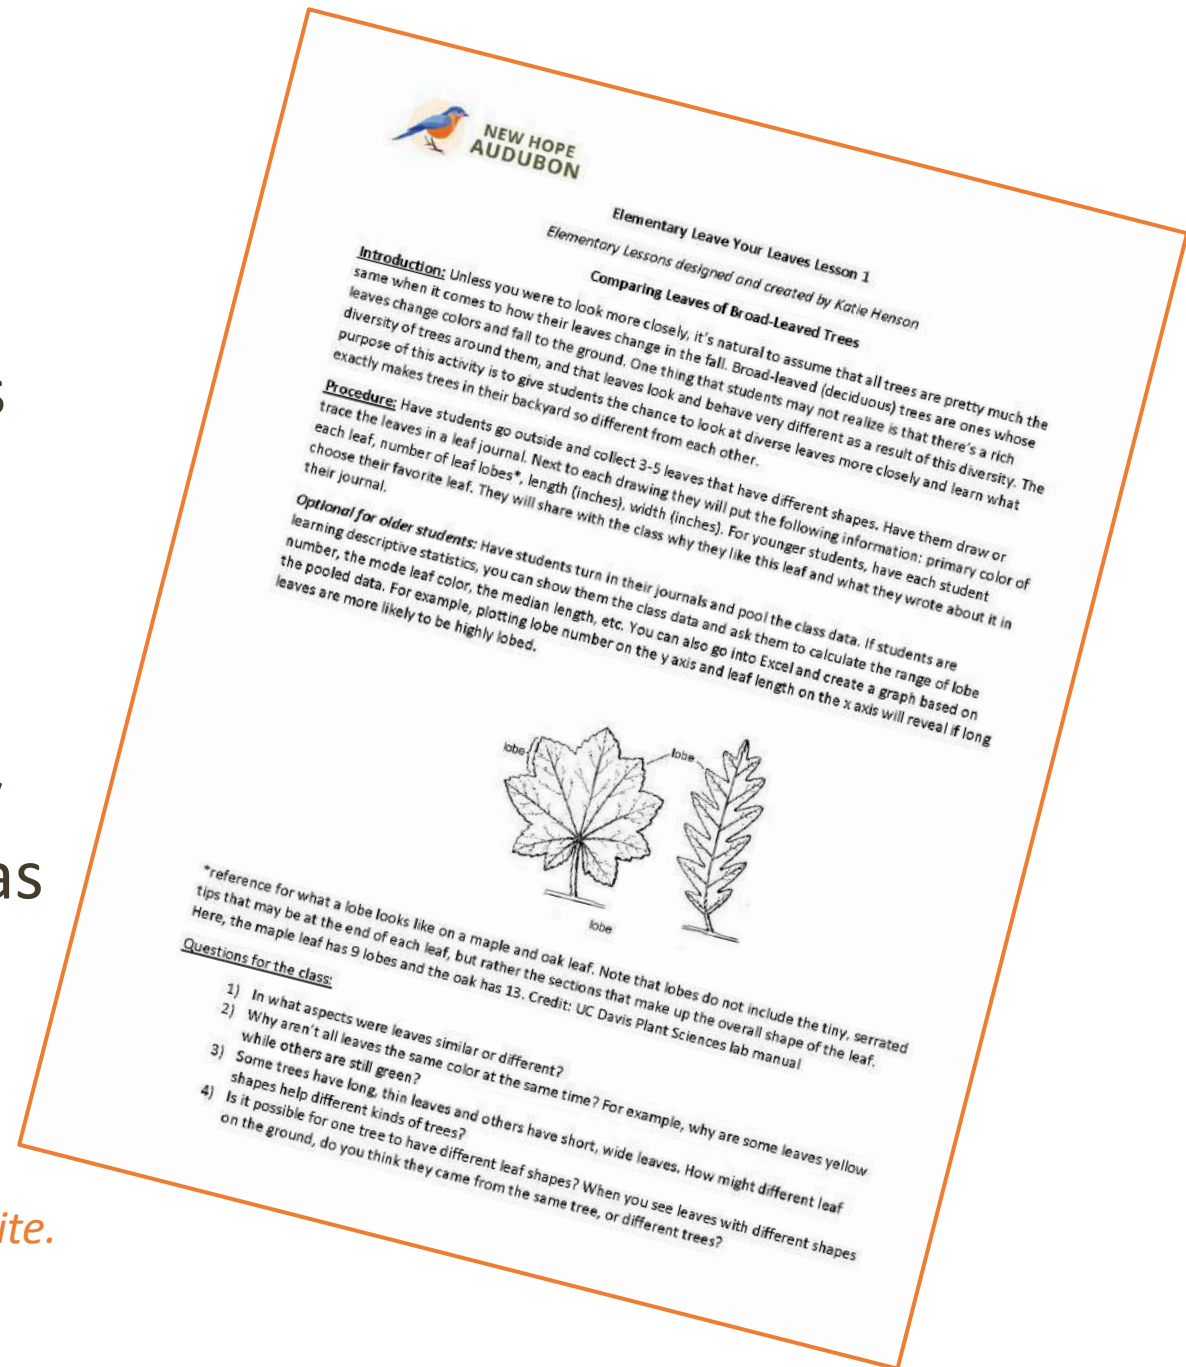 s
,
as
ite.
NEW HOPE
AUDUBON
Elementary Leave Your Leaves Lesson 1
Elementary Lessons designed and created by Katie Henson
Comparing Leaves of Broad-Leaved Trees
Introduction: Unless you were to look more closely, it's natural to assume that all trees are pretty much the
same when it comes to how their leaves change in the fall. Broad-leaved (deciduous) trees are ones whose
leaves change colors and fall to the ground. One thing that students may not realize is that there's a rich
diversity of trees around them, and that leaves look and behave very different as a result of this diversity. The
purpose of this activity is to give students the chance to look at diverse leaves more closely and learn what
exactly makes trees in their backyard so different from each other.
Procedure: Have students go outside and collect 3-5 leaves that have different shapes. Have them draw or
trace the leaves in a leaf journal. Next to each drawing they will put the following information: primary color of
each leaf, number of leaf lobes*, length (inches), width (inches). For younger students, have each student
choose their favorite leaf. They will share with the class why they like this leaf and what they wrote about it in
their journal.
Optional for older students: Have students turn in their journals and pool the class data. If students are
learning descriptive statistics, you can show them the class data and ask them to calculate the range of lobe
number, the mode leaf color, the median length, etc. You can also go into Excel and create a graph based on
the pooled data. For example, plotting lobe number on the y axis and leaf length on the x axis will reveal if long
leaves are more likely to be highly lobed.
lobe
lobe
lobe
*reference for what a lobe looks like on a maple and oak leaf. Note that lobes do not include the tiny, serrated
tips that may be at the end of each leaf, but rather the sections that make up the overall shape of the leaf.
Here, the maple leaf has 9 lobes and the oak has 13. Credit: UC Davis Plant Sciences lab manual
Questions for the class:
1) In what aspects were leaves similar or different?
2) Why aren't all leaves the same color at the same time? For example, why are some leaves yellow
while others are still green?
3) Some trees have long, thin leaves and others have short, wide leaves. How might different leaf
shapes help different kinds of trees?
4) Is it possible for one tree to have different leaf shapes? When you see leaves with different shapes
on the ground, do you think they came from the same tree, or different trees?